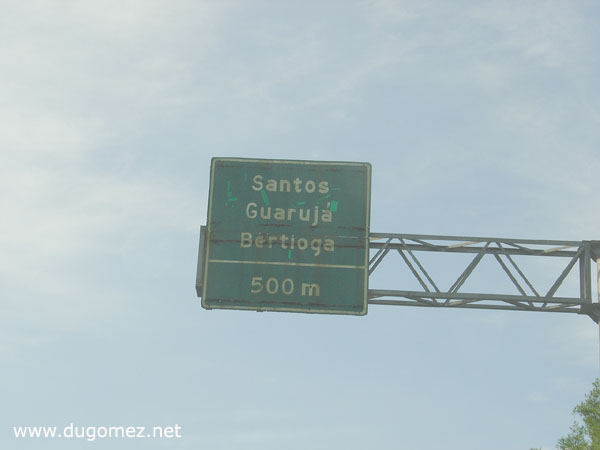 Santos
Guarujá
Bertioga
500 m
www.dugomez.net